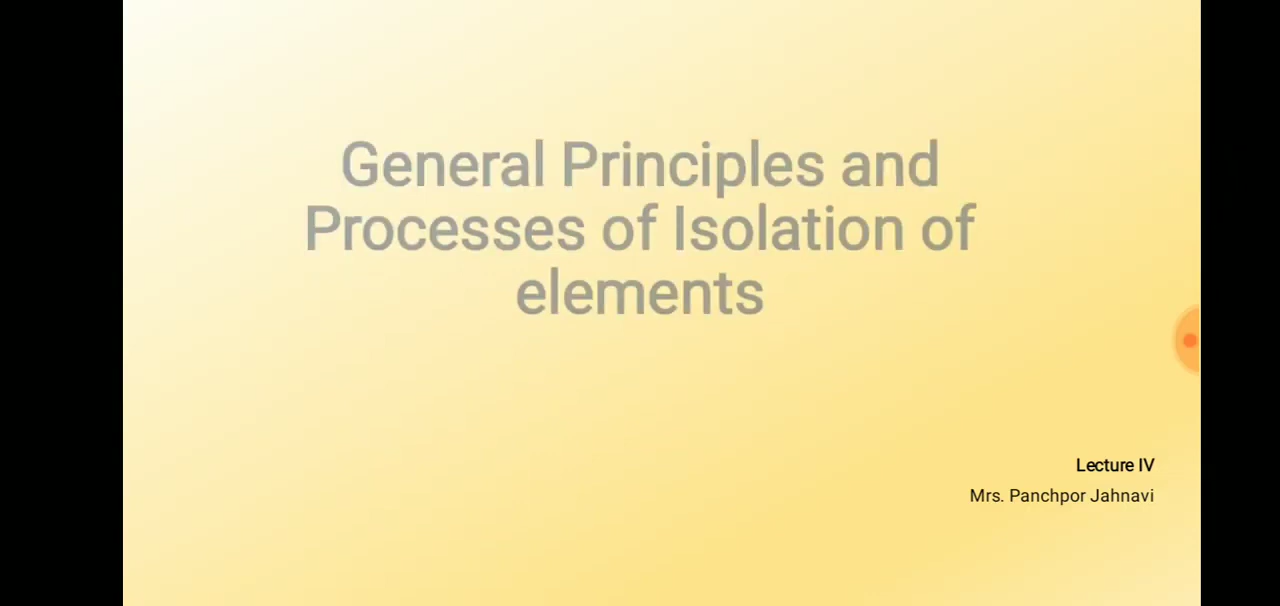 General Principles and
Processes of Isolation of
elements
Lecture IV
Mrs. Panchpor Jahnavi